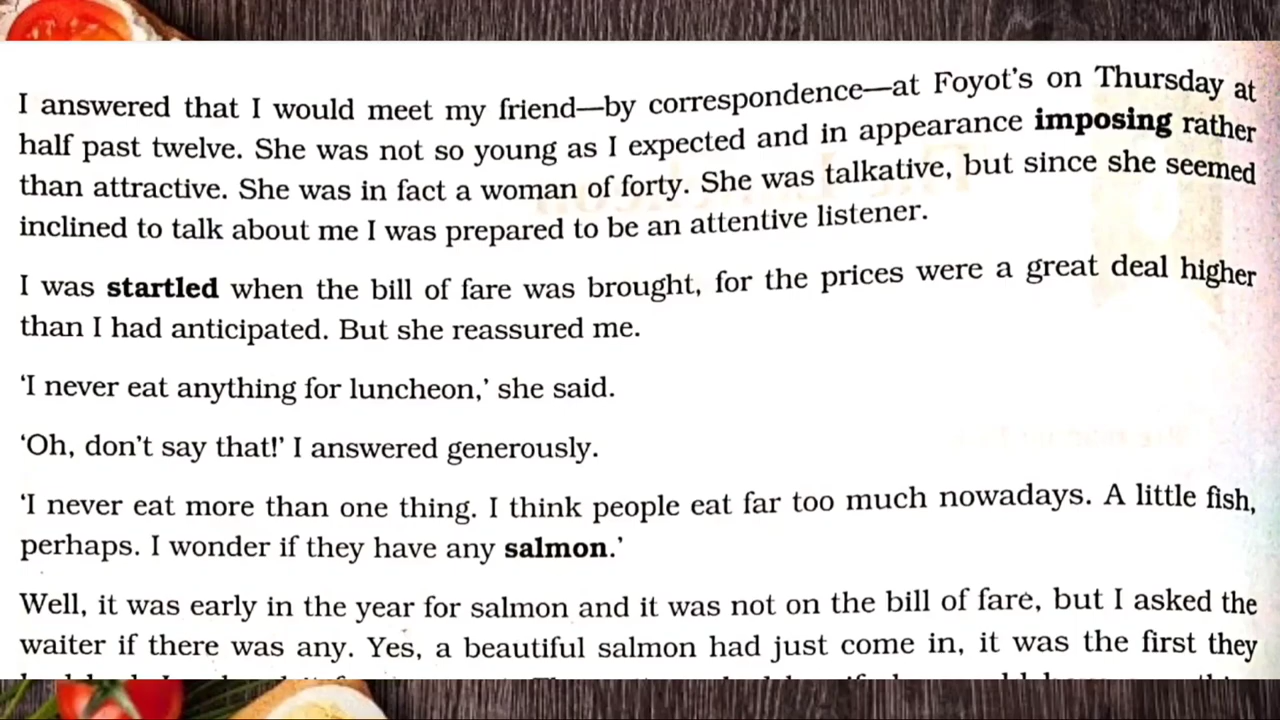 I answered that I would meet my friend—by correspondence—at Foyot's on Thursday at
half past twelve. She was not so young as I expected and in appearance imposing rather
than attractive. She was in fact a woman of forty. She was talkative, but since she seemed
inclined to talk about me I was prepared to be an attentive listener.
I was startled when the bill of fare was brought, for the prices were a great deal higher
than I had anticipated. But she reassured me.
‘I never eat anything for luncheon,’ she said.
‘Oh, don't say that!’ I answered generously.
‘I never eat more than one thing. I think people eat far too much nowadays. A little fish,
perhaps. I wonder if they have any salmon.’
Well, it was early in the year for salmon and it was not on the bill of fare, but I asked the
waiter if there was any. Yes, a beautiful salmon had just come in, it was the first they